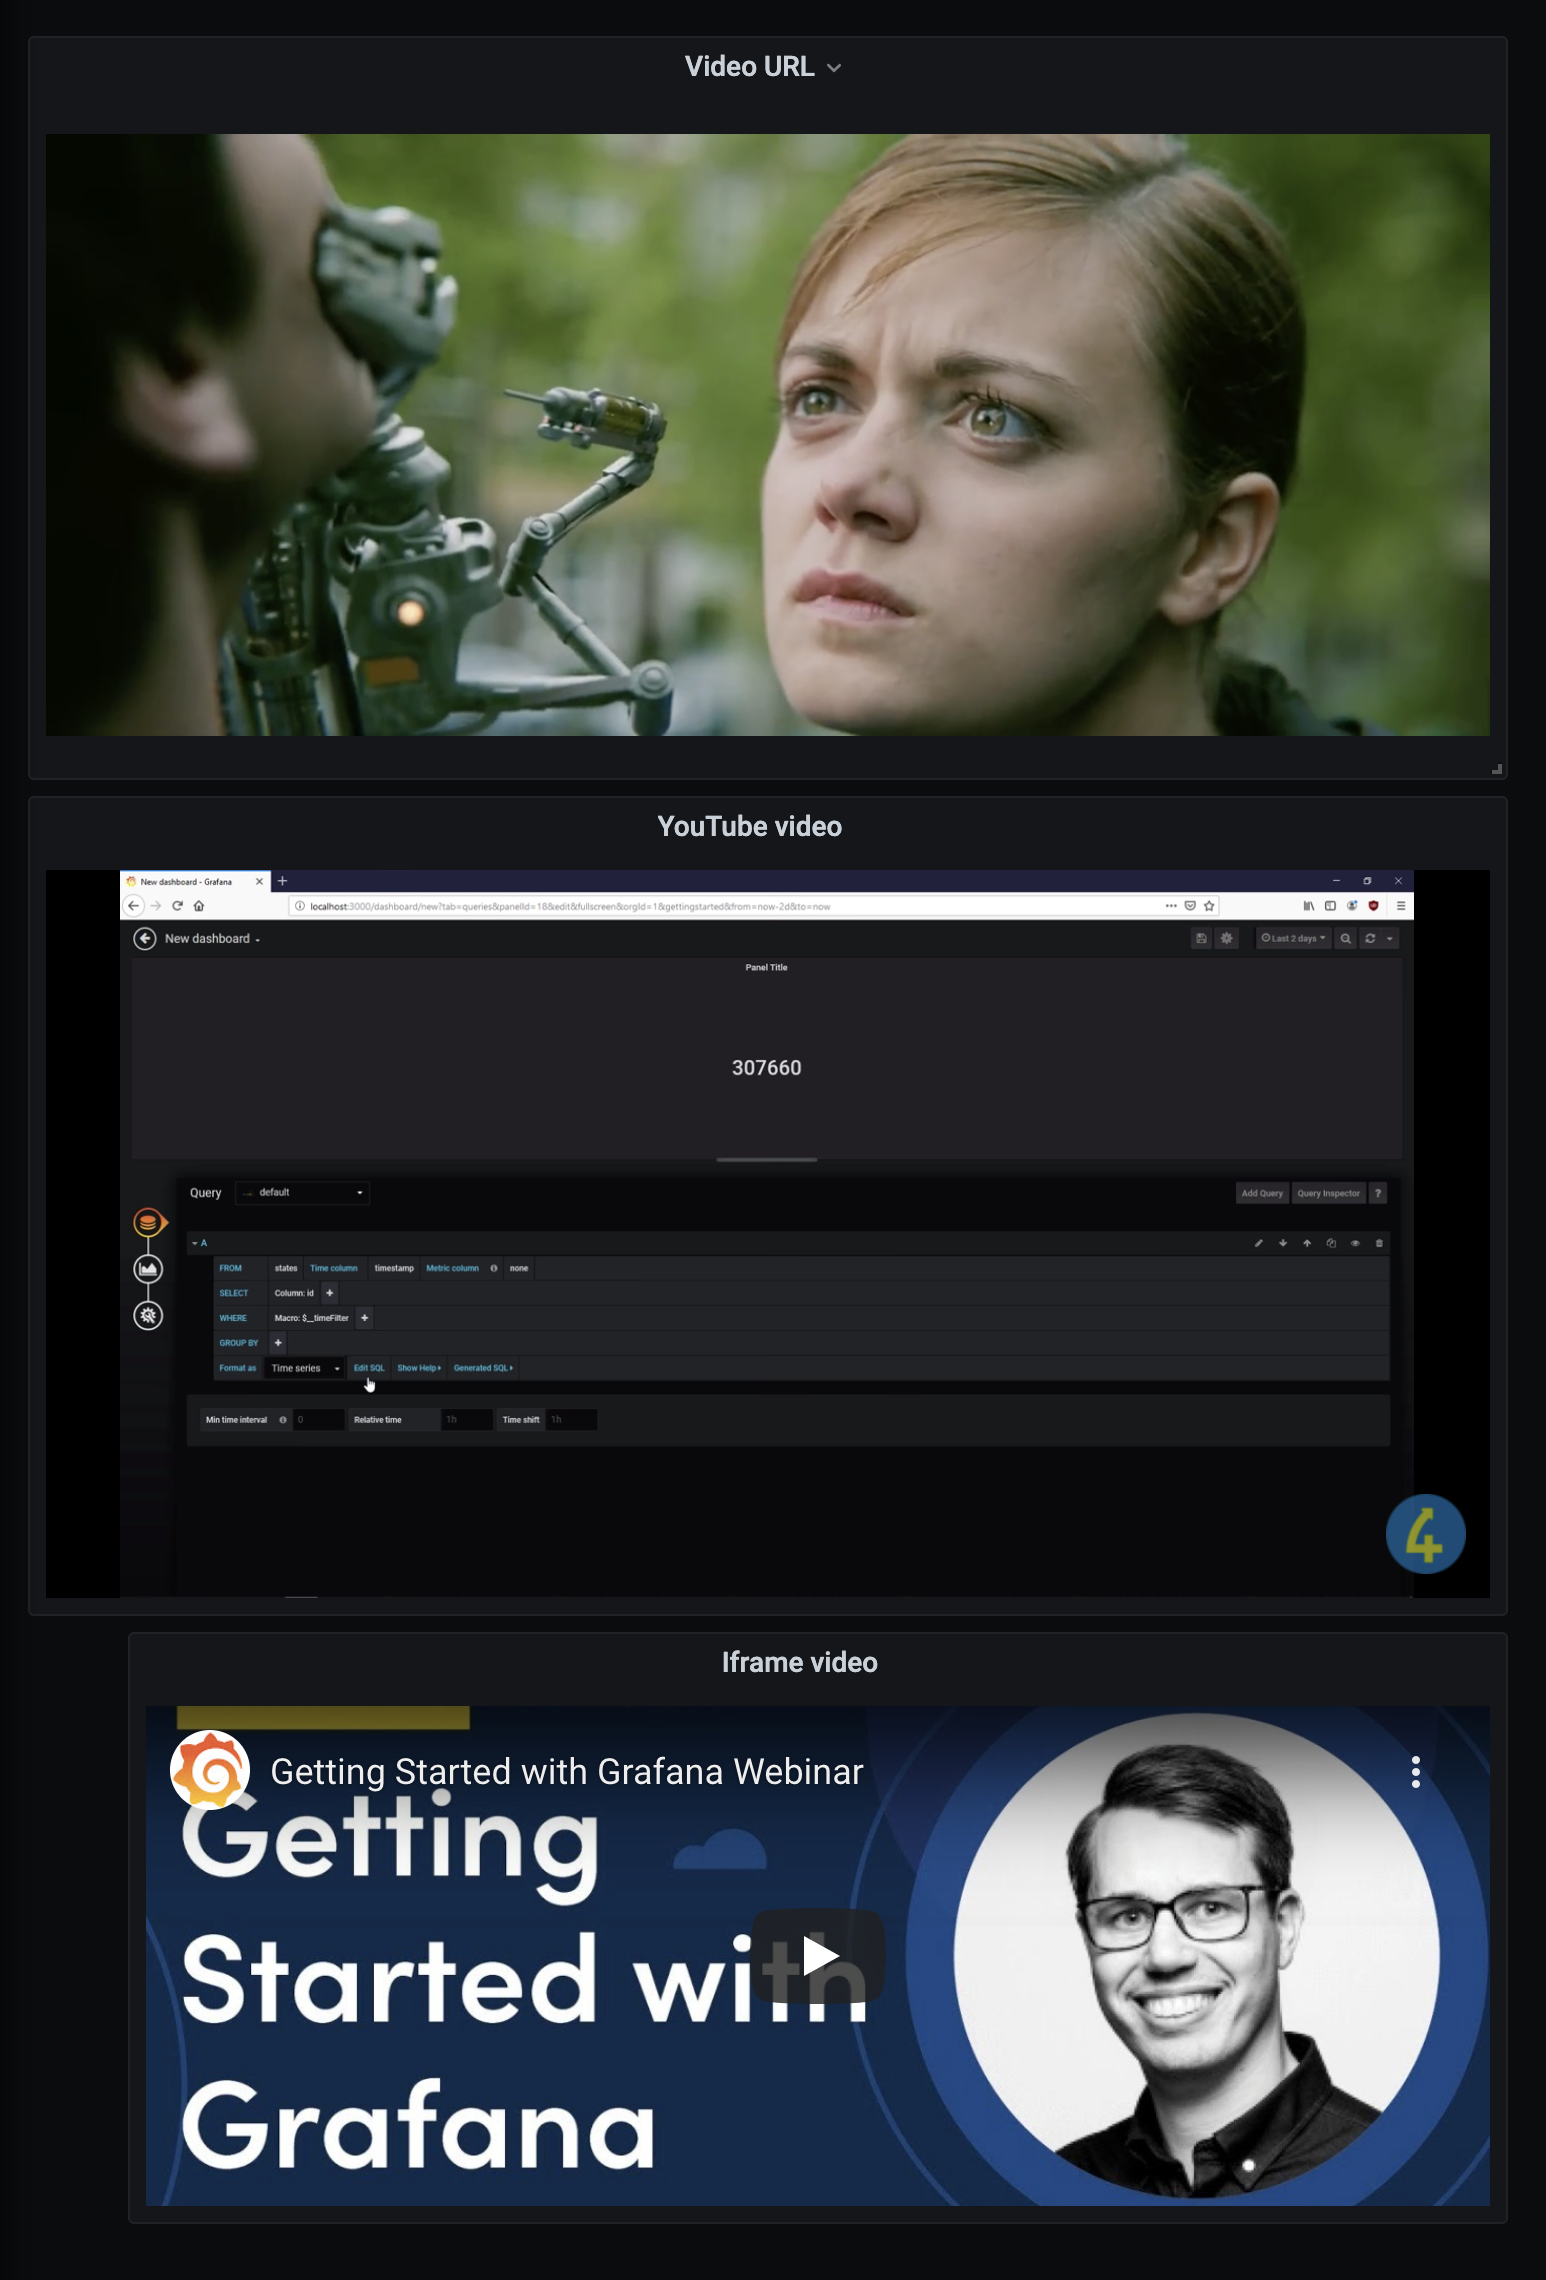 Video URL
YouTube video
New dashboard - Grafana
localhost:3000/dashboard/new?tab=queries&panelId=18&edit&fullscreen&orgId=1&gettingstarted&from=now-2d&to=now
New dashboard
Last 2 days
Panel Title
307660
Query default
Add Query Query Inspector ?
A
FROM states Time column timestamp Metric column none
SELECT Column: id +
WHERE Macro: $__timeFilter +
GROUP BY +
Format as Time series Edit SQL Show Help Generated SQL
Min time interval 0 Relative time 1h Time shift 1h
4
Iframe video
Getting Started with Grafana Webinar
Getting
Started with
Grafana